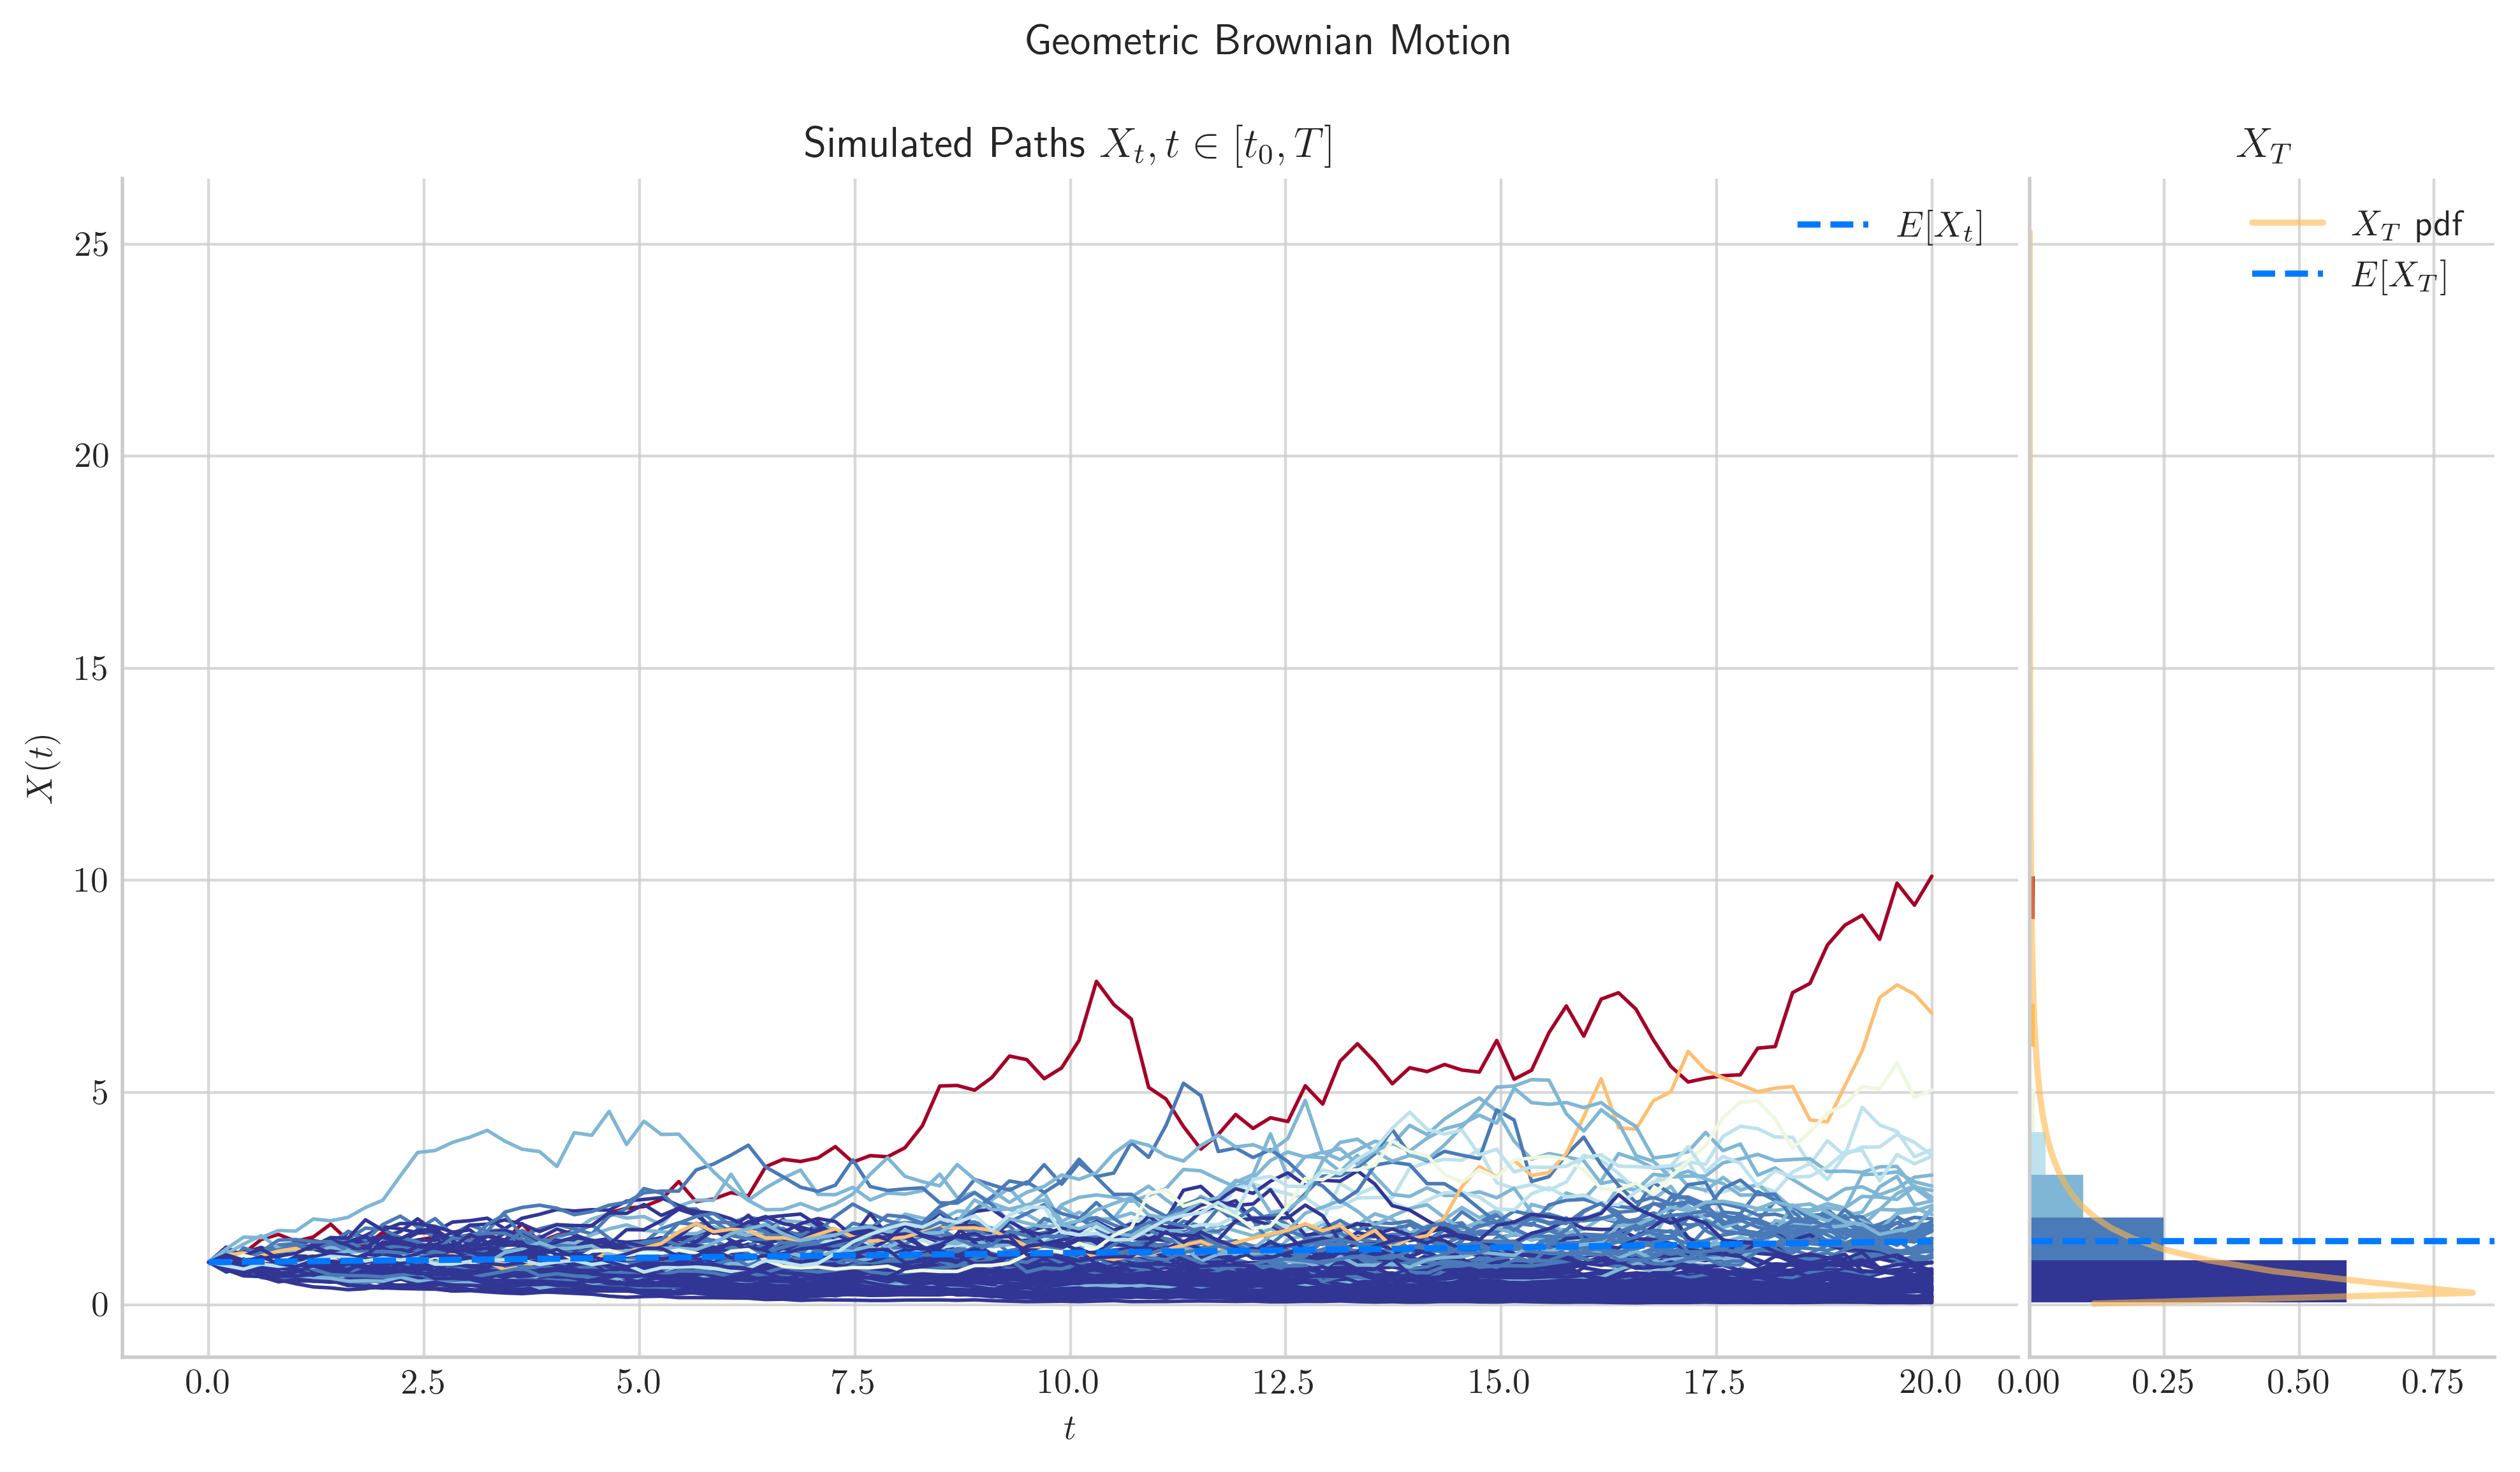 Geometric Brownian Motion
Simulated Paths $X_t, t \in [t_0, T]$
$X_T$
$E[X_t]$
$X_T$ pdf
$E[X_T]$
25
20
15
10
5
0
$X(t)$
0.0 2.5 5.0 7.5 10.0 12.5 15.0 17.5 20.0
0.00 0.25 0.50 0.75
$t$